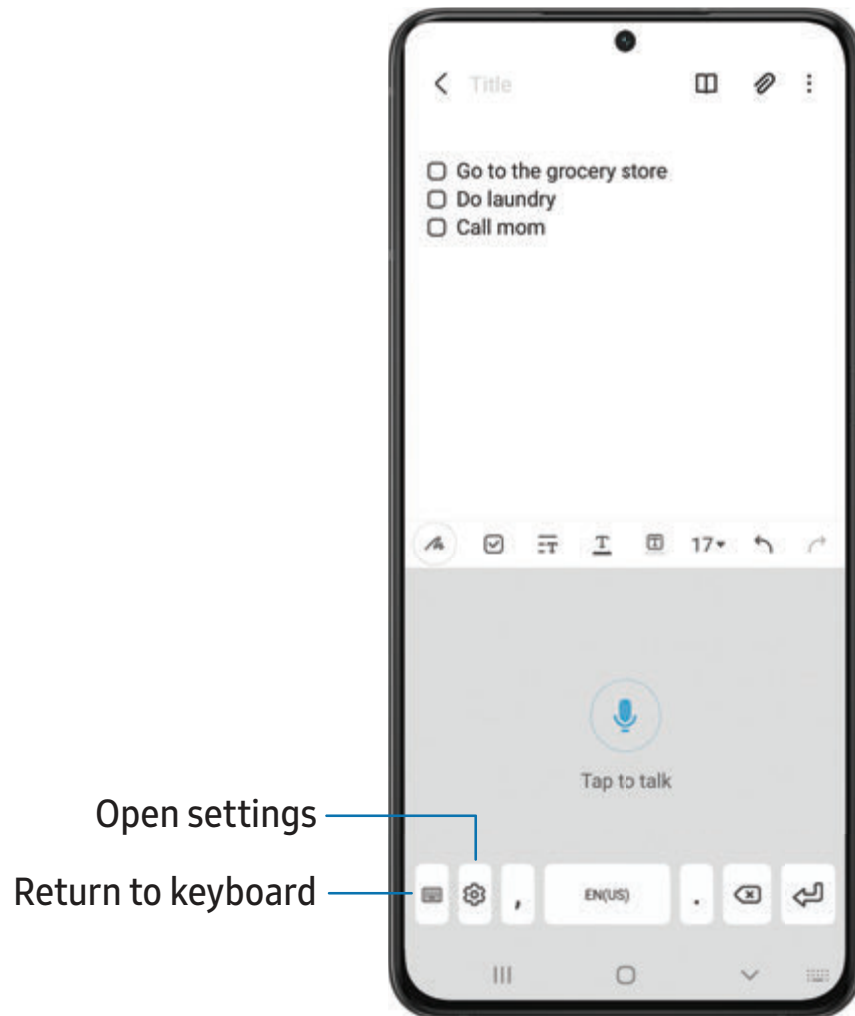 Title
Go to the grocery store
Do laundry
Call mom
17
Tap to talk
Open settings
Return to keyboard
, EN(US) .